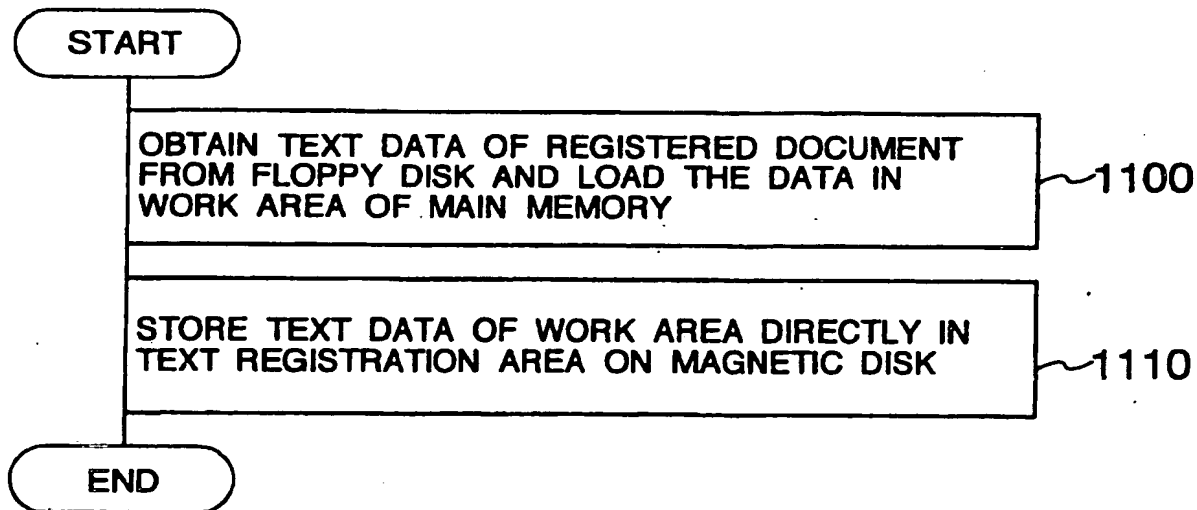 START
OBTAIN TEXT DATA OF REGISTERED DOCUMENT
FROM FLOPPY DISK AND LOAD THE DATA IN
WORK AREA OF MAIN MEMORY
1100
STORE TEXT DATA OF WORK AREA DIRECTLY IN
TEXT REGISTRATION AREA ON MAGNETIC DISK
1110
END